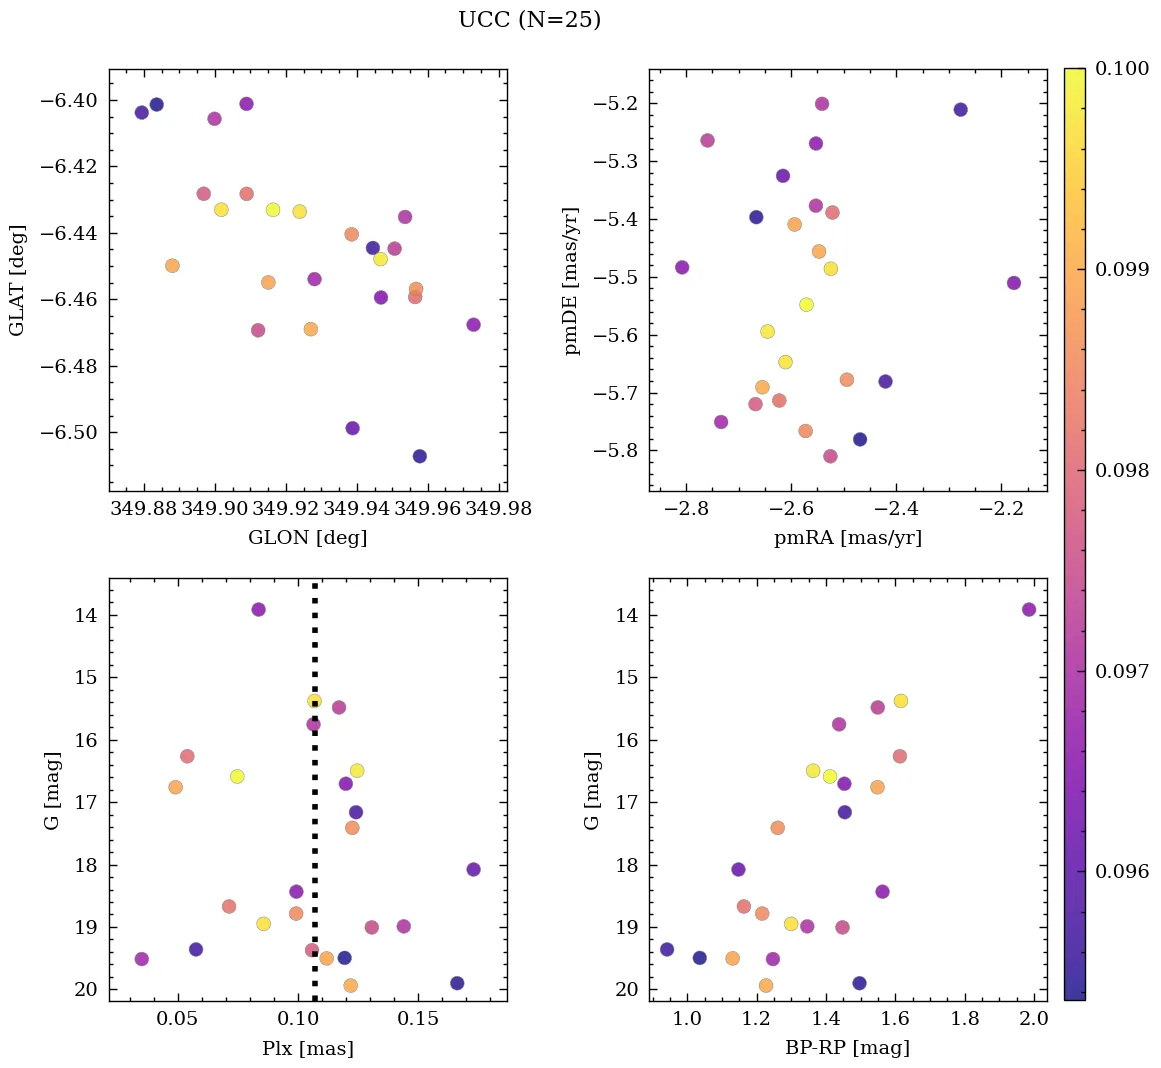 UCC (N=25)
−6.40
−6.42
−6.44
−6.46
−6.48
−6.50
GLAT [deg]
349.88 349.90 349.92 349.94 349.96 349.98
GLON [deg]
−5.2
−5.3
−5.4
−5.5
−5.6
−5.7
−5.8
pmDE [mas/yr]
−2.8 −2.6 −2.4 −2.2
pmRA [mas/yr]
0.100
0.099
0.098
0.097
0.096
14
15
16
17
18
19
20
G [mag]
0.05 0.10 0.15
Plx [mas]
14
15
16
17
18
19
20
G [mag]
1.0 1.2 1.4 1.6 1.8 2.0
BP-RP [mag]